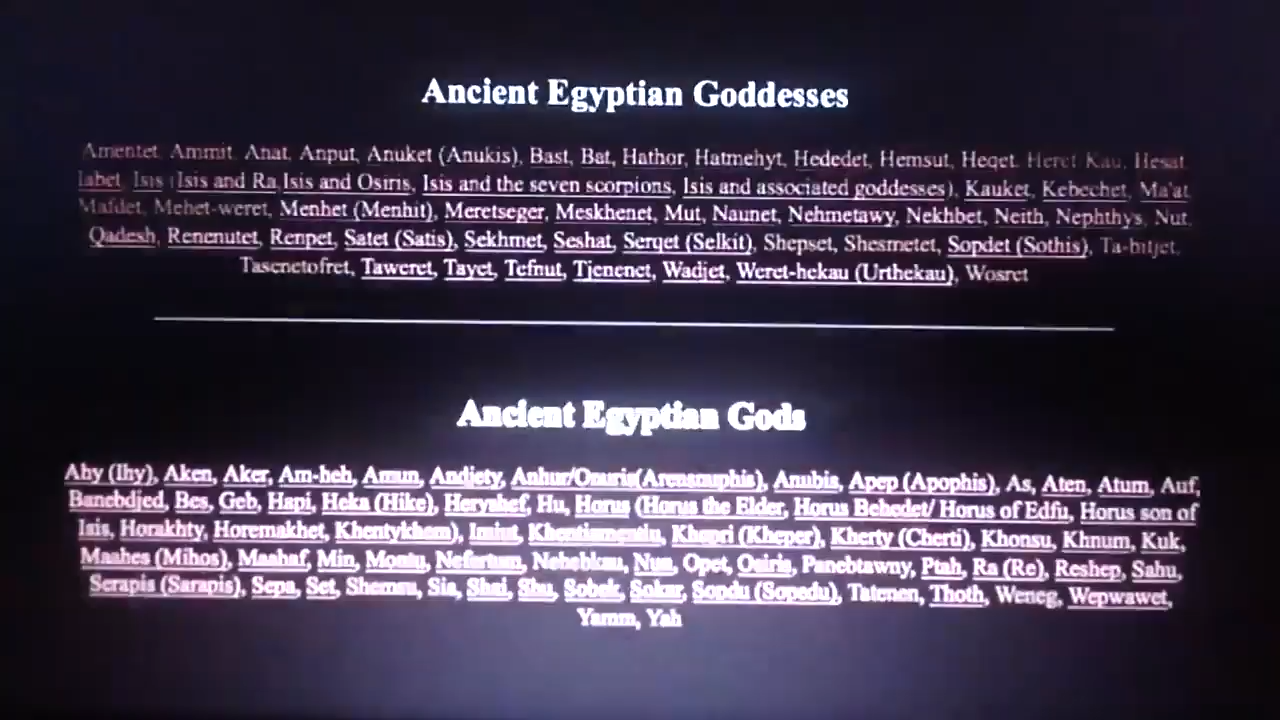 Ancient Egyptian Goddesses
Amentet, Ammit, Anat, Anput, Anuket (Anukis), Bast, Bat, Hathor, Hatmehyt, Hededet, Hemsut, Heqet, Heret Kau, Hesat,
Iabet, Isis (Isis and Ra, Isis and Osiris, Isis and the seven scorpions, Isis and associated goddesses), Kauket, Kebechet, Ma'at,
Mafdet, Mehet-weret, Menhet (Menhit), Meretseger, Meskhenet, Mut, Naunet, Nehmetawy, Nekhbet, Neith, Nephthys, Nut,
Qadesh, Renenutet, Renpet, Satet (Satis), Sekhmet, Seshat, Serqet (Selkit), Shepset, Shesmetet, Sopdet (Sothis), Ta-bitjet,
Tasenetofret, Taweret, Tayet, Tefnut, Tjenenet, Wadjet, Weret-hekau (Urthekau), Wosret
Ancient Egyptian Gods
Ahy (Ihy), Aken, Aker, Am-heh, Amun, Andjety, Anhur/Onuris(Arensnuphis), Anubis, Apep (Apophis), As, Aten, Atum, Auf,
Banebdjed, Bes, Geb, Hapi, Heka (Hike), Heryshef, Hu, Horus (Horus the Elder, Horus Behedet/ Horus of Edfu, Horus son of
Isis, Horakhty, Horemakhet, Khentykhem), Imiut, Khentiamentiu, Khepri (Kheper), Kherty (Cherti), Khonsu, Khnum, Kuk,
Maahes (Mihos), Maahaf, Min, Montu, Nefertum, Nehebkau, Nun, Opet, Osiris, Panebtawny, Ptah, Ra (Re), Reshep, Sahu,
Serapis (Sarapis), Sepa, Set, Shemsu, Sia, Shai, Shu, Sobek, Sokar, Sopdu (Sopedu), Tatenen, Thoth, Weneg, Wepwawet,
Yamm, Yah